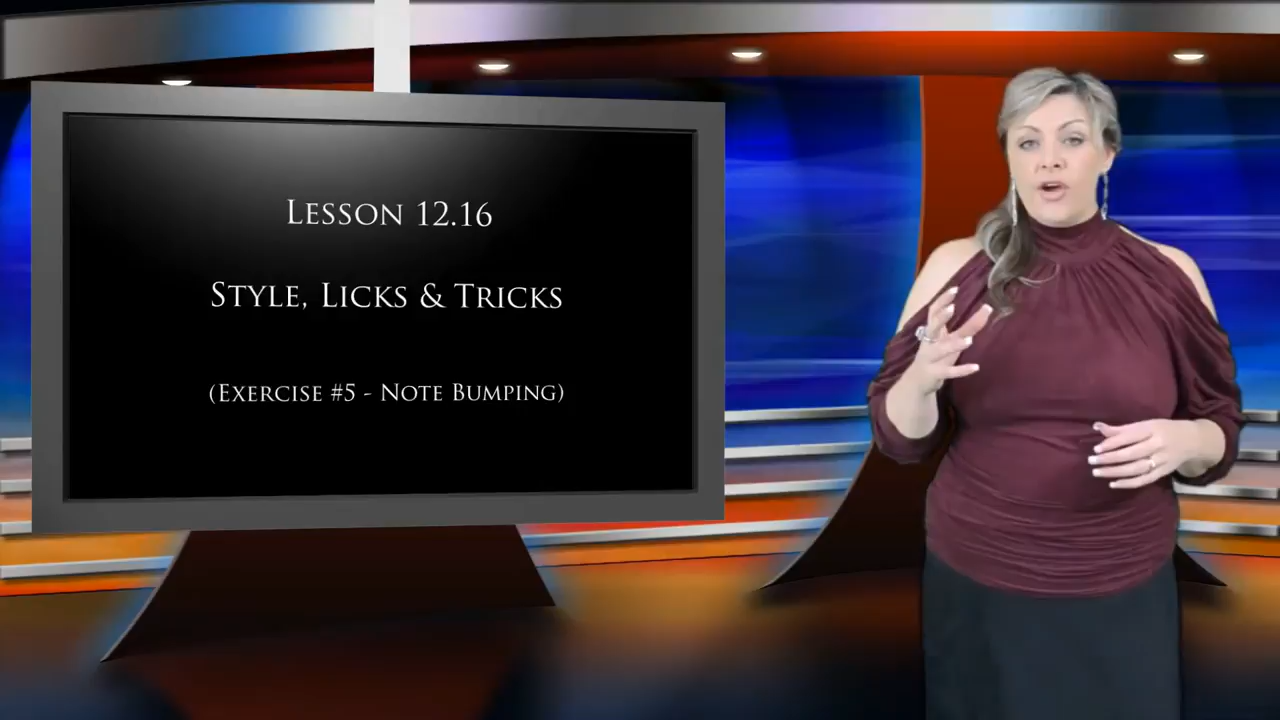 Lesson 12.16
Style, Licks & Tricks
(Exercise #5 - Note Bumping)